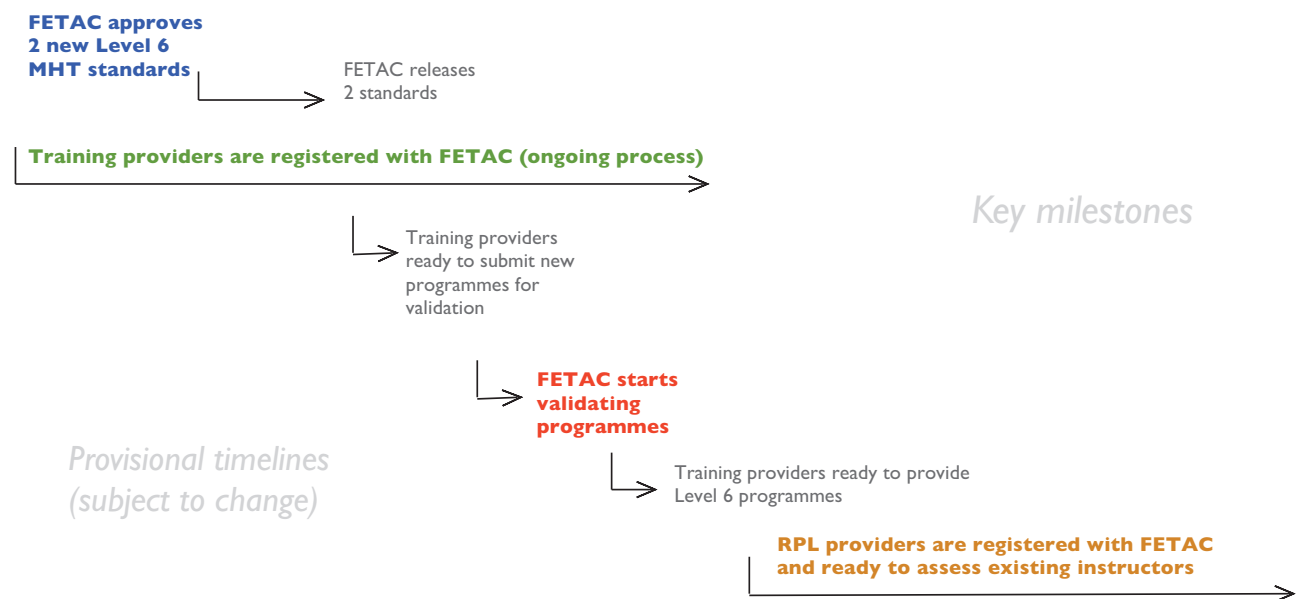 FETAC approves
2 new Level 6
MHT standards
FETAC releases
2 standards
Training providers are registered with FETAC (ongoing process)
Key milestones
Training providers
ready to submit new
programmes for
validation
FETAC starts
validating
programmes
Provisional timelines
(subject to change)
Training providers ready to provide
Level 6 programmes
RPL providers are registered with FETAC
and ready to assess existing instructors